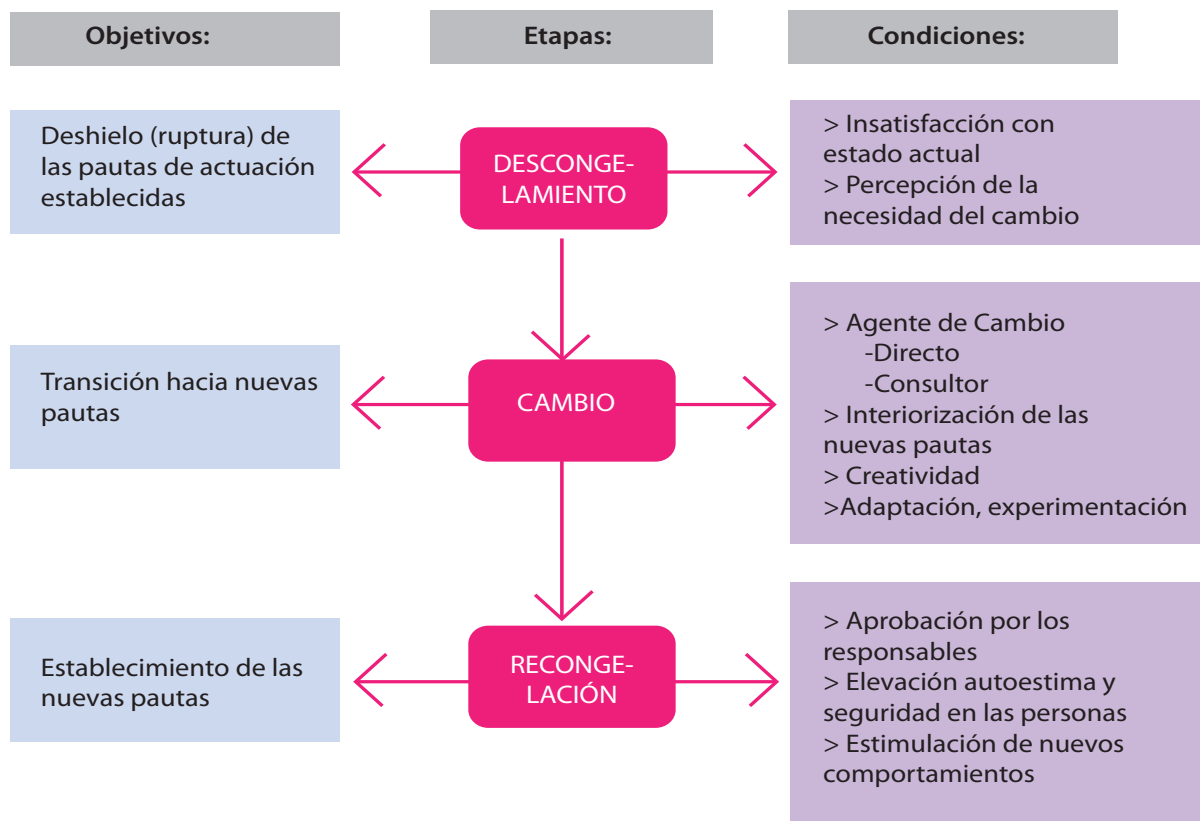 Objetivos:
Etapas:
Condiciones:
Deshielo (ruptura) de
las pautas de actuación
establecidas
DESCONGE-
LAMIENTO
> Insatisfacción con
estado actual
> Percepción de la
necesidad del cambio
Transición hacia nuevas
pautas
CAMBIO
> Agente de Cambio
-Directo
-Consultor
> Interiorización de las
nuevas pautas
> Creatividad
>Adaptación, experimentación
Establecimiento de las
nuevas pautas
RECONGE-
LACIÓN
> Aprobación por los
responsables
> Elevación autoestima y
seguridad en las personas
> Estimulación de nuevos
comportamientos